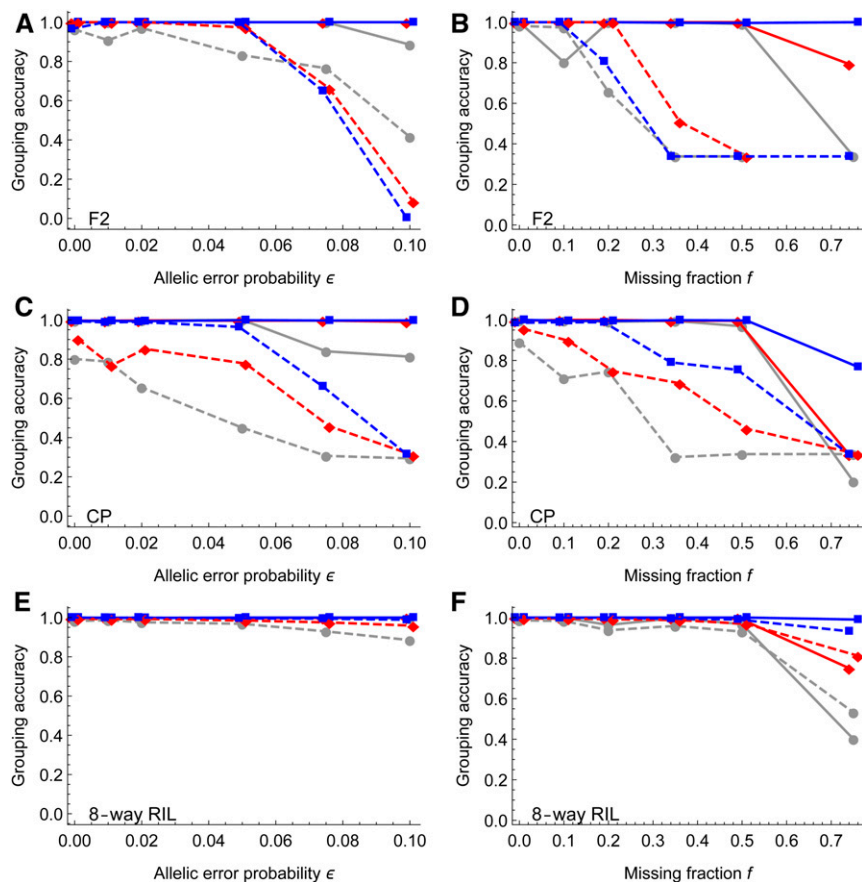 A
B
Grouping accuracy
1.0
0.8
0.6
0.4
0.2
0.0
F2
0.00 0.02 0.04 0.06 0.08 0.10
Allelic error probability ϵ
Grouping accuracy
1.0
0.8
0.6
0.4
0.2
0.0
F2
0.0 0.1 0.2 0.3 0.4 0.5 0.6 0.7
Missing fraction f
C
D
Grouping accuracy
1.0
0.8
0.6
0.4
0.2
0.0
CP
0.00 0.02 0.04 0.06 0.08 0.10
Allelic error probability ϵ
Grouping accuracy
1.0
0.8
0.6
0.4
0.2
0.0
CP
0.0 0.1 0.2 0.3 0.4 0.5 0.6 0.7
Missing fraction f
E
F
Grouping accuracy
1.0
0.8
0.6
0.4
0.2
0.0
8-way RIL
0.00 0.02 0.04 0.06 0.08 0.10
Allelic error probability ϵ
Grouping accuracy
1.0
0.8
0.6
0.4
0.2
0.0
8-way RIL
0.0 0.1 0.2 0.3 0.4 0.5 0.6 0.7
Missing fraction f